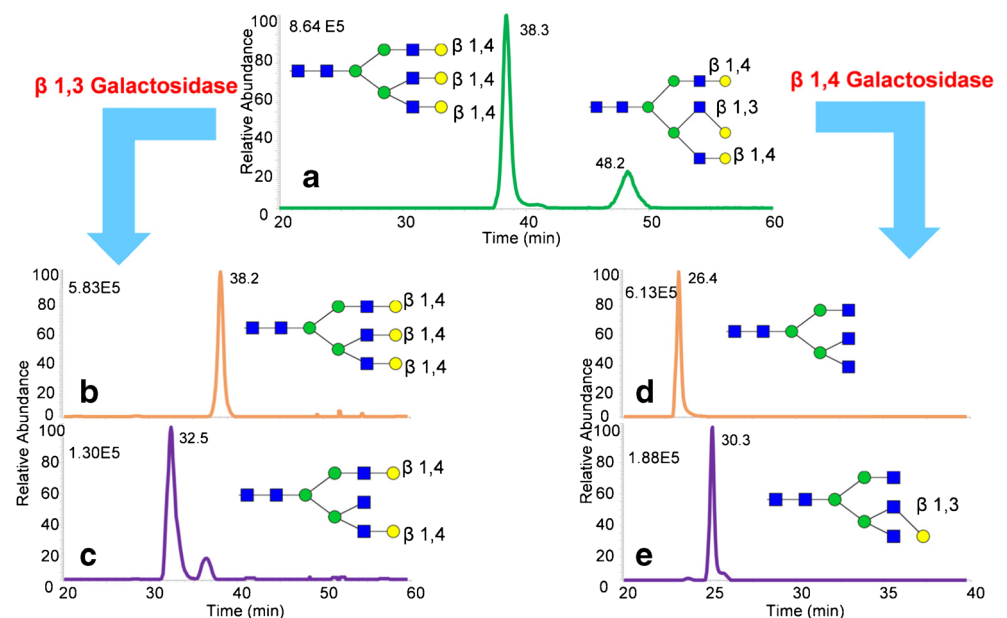 8.64 E5
38.3
β 1,4
β 1,4
β 1,4
β 1,4
β 1,3
β 1,4
48.2
β 1,3 Galactosidase
β 1,4 Galactosidase
Relative Abundance
100
80
60
40
20
0
a
20 30 40 50 60
Time (min)
100
80
60
40
20
0
5.83E5
38.2
β 1,4
β 1,4
β 1,4
b
Relative Abundance
100
80
60
40
20
0
1.30E5
32.5
β 1,4
β 1,4
c
20 30 40 50 60
Time (min)
100
80
60
40
20
0
6.13E5
26.4
d
Relative Abundance
100
80
60
40
20
0
1.88E5
30.3
β 1,3
e
20 25 30 35 40
Time (min)